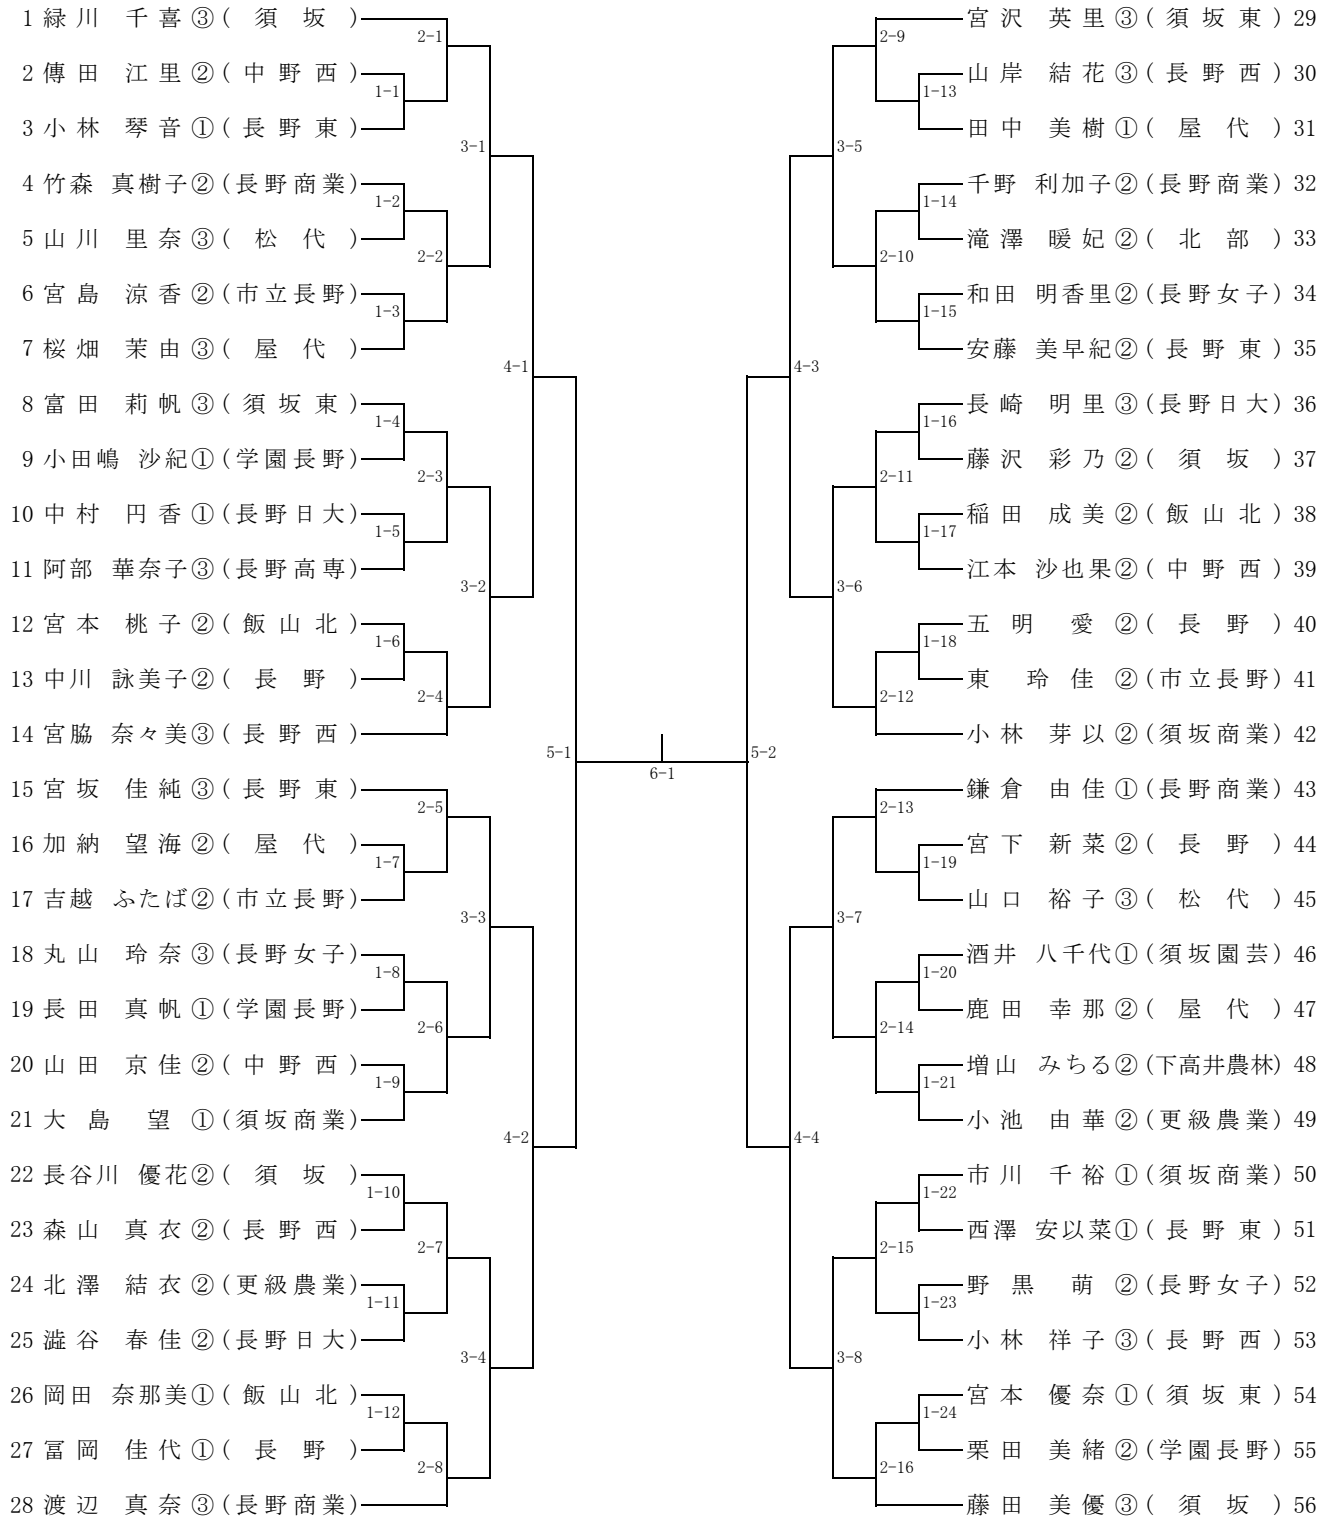 1 緑川 千喜③(須坂)
2-1
2 傳田 江里②(中野西)
1-1
3 小林 琴音①(長野東)
3-1
4 竹森 真樹子②(長野商業)
1-2
5 山川 里奈③(松代)
2-2
6 宮島 涼香②(市立長野)
1-3
7 桜畑 茉由③(屋代)
4-1
8 富田 莉帆③(須坂東)
1-4
9 小田嶋 沙紀①(学園長野)
2-3
10 中村 円香①(長野日大)
1-5
11 阿部 華奈子③(長野高専)
3-2
12 宮本 桃子②(飯山北)
1-6
13 中川 詠美子②(長野)
2-4
14 宮脇 奈々美③(長野西)
5-1
15 宮坂 佳純③(長野東)
2-5
16 加納 望海②(屋代)
1-7
17 吉越 ふたば②(市立長野)
3-3
18 丸山 玲奈③(長野女子)
1-8
19 長田 真帆①(学園長野)
2-6
20 山田 京佳②(中野西)
1-9
21 大島 望①(須坂商業)
4-2
22 長谷川 優花②(須坂)
1-10
23 森山 真衣②(長野西)
2-7
24 北澤 結衣②(更級農業)
1-11
25 澁谷 春佳②(長野日大)
3-4
26 岡田 奈那美①(飯山北)
1-12
27 冨岡 佳代①(長野)
2-8
28 渡辺 真奈③(長野商業)
6-1
宮沢 英里③(須坂東) 29
2-9
山岸 結花③(長野西) 30
1-13
田中 美樹①(屋代) 31
3-5
千野 利加子②(長野商業) 32
1-14
滝澤 暖妃②(北部) 33
2-10
和田 明香里②(長野女子) 34
1-15
安藤 美早紀②(長野東) 35
4-3
長崎 明里③(長野日大) 36
1-16
藤沢 彩乃②(須坂) 37
2-11
稲田 成美②(飯山北) 38
1-17
江本 沙也果②(中野西) 39
3-6
五明 愛②(長野) 40
1-18
東 玲佳②(市立長野) 41
2-12
小林 芽以②(須坂商業) 42
5-2
鎌倉 由佳①(長野商業) 43
2-13
宮下 新菜②(長野) 44
1-19
山口 裕子③(松代) 45
3-7
酒井 八千代①(須坂園芸) 46
1-20
鹿田 幸那②(屋代) 47
2-14
増山 みちる②(下高井農林) 48
1-21
小池 由華②(更級農業) 49
4-4
市川 千裕①(須坂商業) 50
1-22
西澤 安以菜①(長野東) 51
2-15
野黒 萌②(長野女子) 52
1-23
小林 祥子③(長野西) 53
3-8
宮本 優奈①(須坂東) 54
1-24
栗田 美緒②(学園長野) 55
2-16
藤田 美優③(須坂) 56